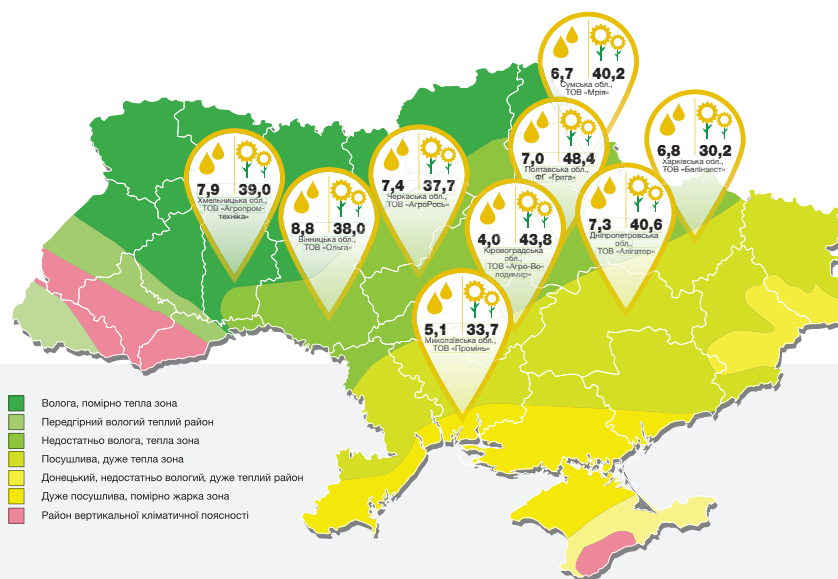 6,7 40,2
Сумська обл.,
ТОВ «Мрія»
6,8 30,2
Харківська обл.,
ТОВ «Балінвест»
7,0 48,4
Полтавська обл.,
ФГ «Грига»
7,4 37,7
Черкаська обл.,
ТОВ «АгроРось»
7,9 39,0
Хмельницька обл.,
ТОВ «Агропром-
техніка»
8,8 38,0
Вінницька обл.,
ТОВ «Ольга»
4,0 43,8
Кіровоградська
обл.,
ТОВ «Агро-Во-
лодимир»
7,3 40,6
Дніпропетровська
обл.,
ТОВ «Алігатор»
5,1 33,7
Миколаївська обл.,
ТОВ «Промінь»
Волога, помірно тепла зона
Передгірний вологий теплий район
Недостатньо волога, тепла зона
Посушлива, дуже тепла зона
Донецький, недостатньо вологий, дуже теплий район
Дуже посушлива, помірно жарка зона
Район вертикальної кліматичної поясності